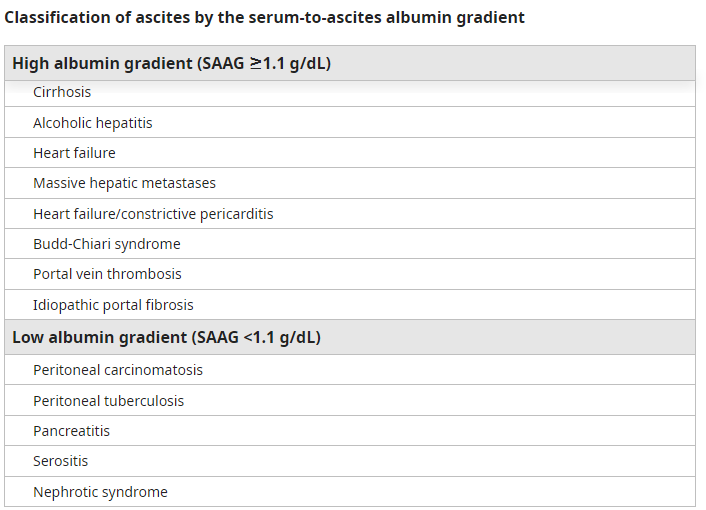 Classification of ascites by the serum-to-ascites albumin gradient
High albumin gradient (SAAG ≥1.1 g/dL)
Cirrhosis
Alcoholic hepatitis
Heart failure
Massive hepatic metastases
Heart failure/constrictive pericarditis
Budd-Chiari syndrome
Portal vein thrombosis
Idiopathic portal fibrosis
Low albumin gradient (SAAG <1.1 g/dL)
Peritoneal carcinomatosis
Peritoneal tuberculosis
Pancreatitis
Serositis
Nephrotic syndrome